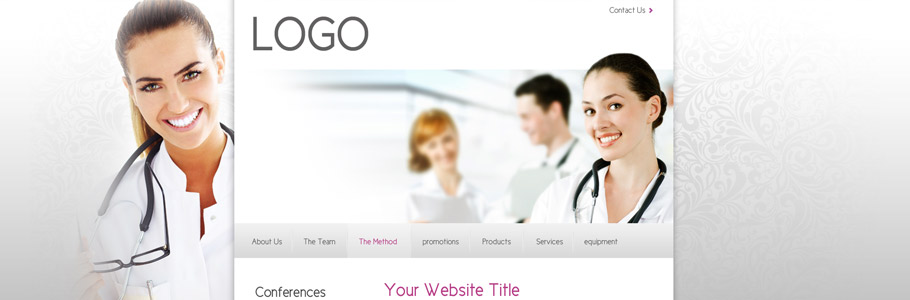 Contact Us
LOGO
About Us The Team The Method promotions Products Services equipment
Conferences Your Website Title